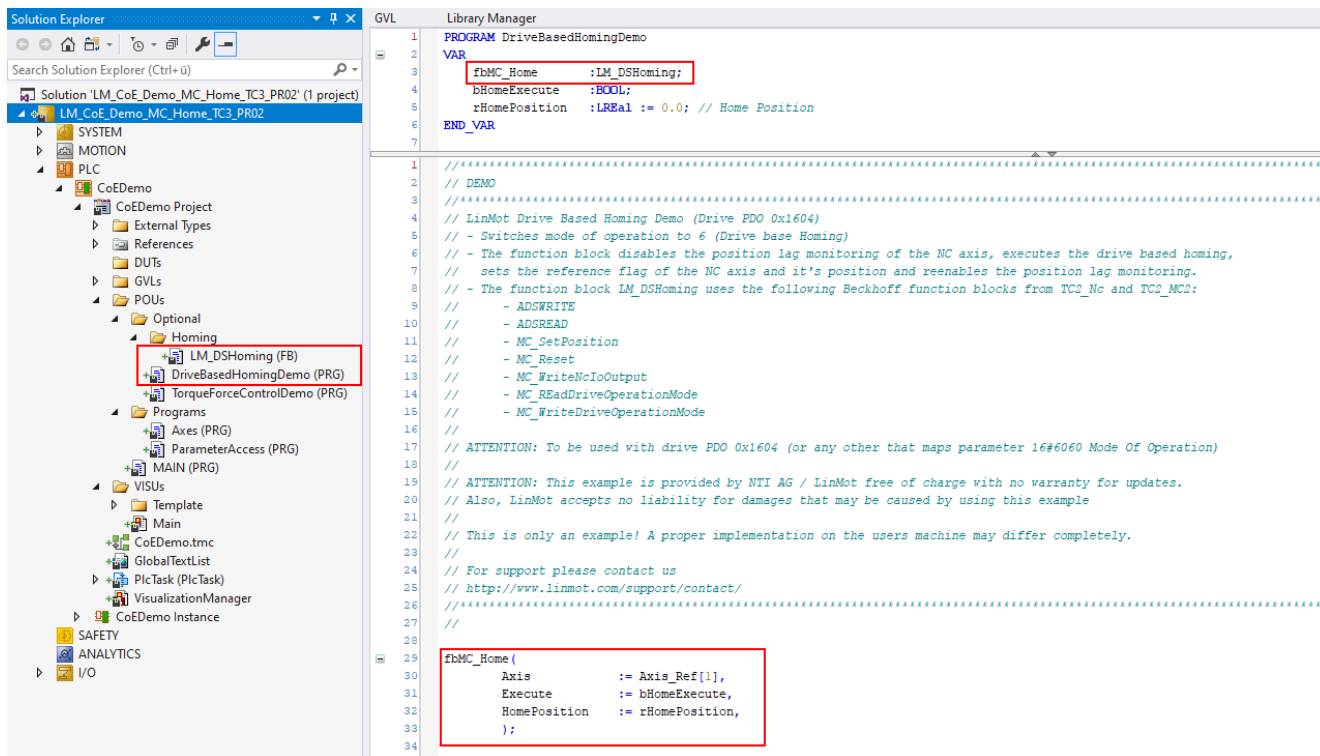 Solution Explorer
Search Solution Explorer (Ctrl+ü)
Solution 'LM_CoE_Demo_MC_Home_TC3_PR02' (1 project)
LM_CoE_Demo_MC_Home_TC3_PR02
SYSTEM
MOTION
PLC
CoEDemo
CoEDemo Project
External Types
References
DUTs
GVLs
POUs
Optional
Homing
LM_DSHoming (FB)
DriveBasedHomingDemo (PRG)
TorqueForceControlDemo (PRG)
Programs
Axes (PRG)
ParameterAccess (PRG)
MAIN (PRG)
VISUs
Template
Main
CoEDemo.tmc
GlobalTextList
PlcTask (PlcTask)
VisualizationManager
CoEDemo Instance
SAFETY
ANALYTICS
I/O
GVL Library Manager
1 PROGRAM DriveBasedHomingDemo
2 VAR
3 fbMC_Home :LM_DSHoming;
4 bHomeExecute :BOOL;
5 rHomePosition :LREal := 0.0; // Home Position
6 END_VAR
7
1 //************************************************************************************************************************
2 // DEMO
3 //************************************************************************************************************************
4 // LinMot Drive Based Homing Demo (Drive PDO 0x1604)
5 // - Switches mode of operation to 6 (Drive base Homing)
6 // - The function block disables the position lag monitoring of the NC axis, executes the drive based homing,
7 // sets the reference flag of the NC axis and it's position and reenables the position lag monitoring.
8 // - The function block LM_DSHoming uses the following Beckhoff function blocks from TC2_Nc and TC2_MC2:
9 // - ADSWRITE
10 // - ADSREAD
11 // - MC_SetPosition
12 // - MC_Reset
13 // - MC_WriteNcIoOutput
14 // - MC_REadDriveOperationMode
15 // - MC_WriteDriveOperationMode
16 //
17 // ATTENTION: To be used with drive PDO 0x1604 (or any other that maps parameter 16#6060 Mode Of Operation)
18 //
19 // ATTENTION: This example is provided by NTI AG / LinMot free of charge with no warranty for updates.
20 // Also, LinMot accepts no liability for damages that may be caused by using this example
21 //
22 // This is only an example! A proper implementation on the users machine may differ completely.
23 //
24 // For support please contact us
25 // http://www.linmot.com/support/contact/
26 //************************************************************************************************************************
27 //
28
29 fbMC_Home(
30 Axis := Axis_Ref[1],
31 Execute := bHomeExecute,
32 HomePosition := rHomePosition,
33 );
34